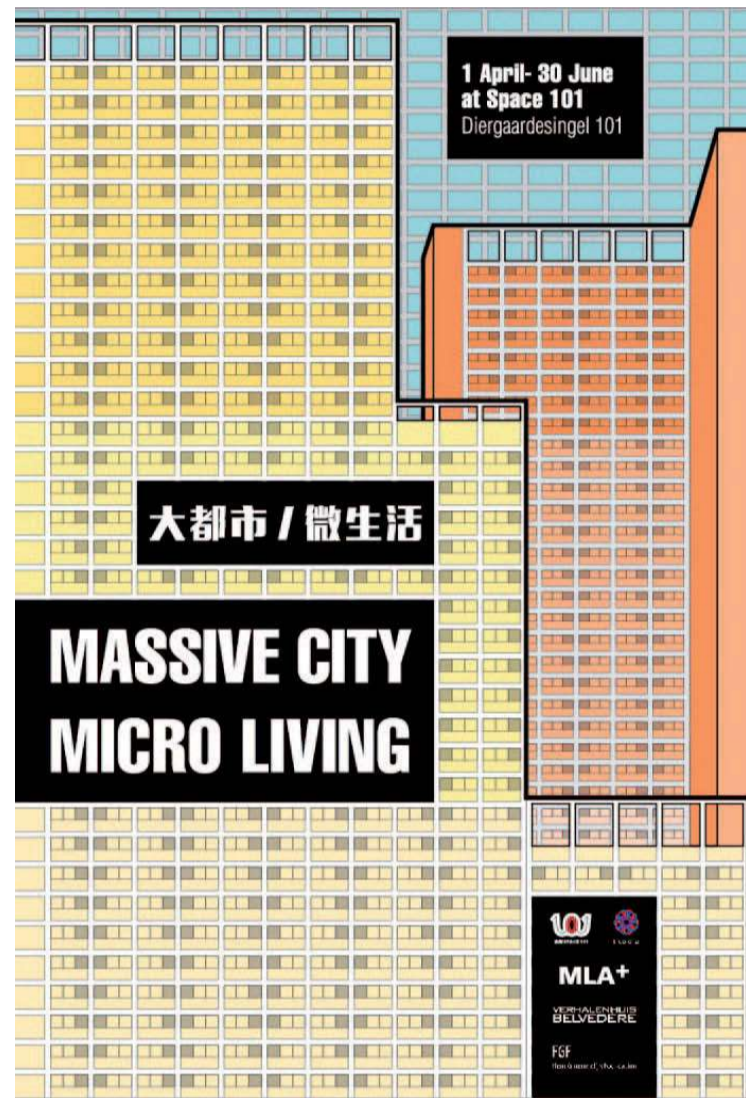 1 April- 30 June
at Space 101
Diergaardesingel 101
大都市 / 微生活
MASSIVE CITY
MICRO LIVING
MLA+
VERHALENHUIS
BELVEDERE
FGF